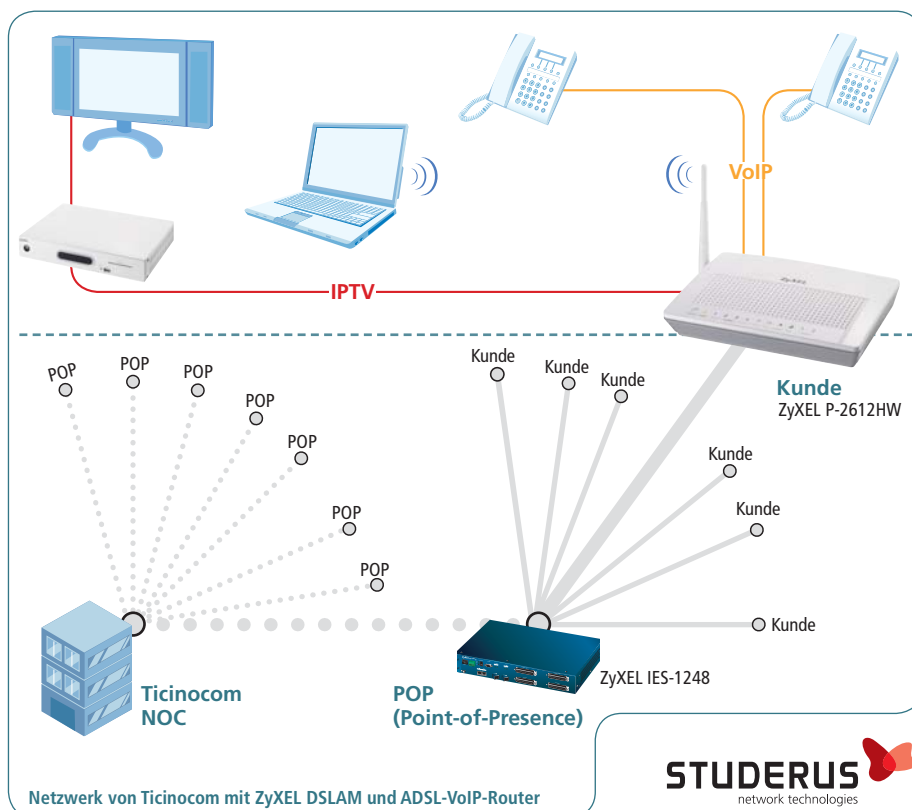 VoIP
ZyXEL
IPTV
POP
POP
POP
POP
POP
POP
POP
Kunde
Kunde
Kunde
Kunde
ZyXEL P-2612HW
Kunde
Kunde
Kunde
ZyXEL IES-1248
Ticinocom
NOC
POP
(Point-of-Presence)
STUDERUS
network technologies
Netzwerk von Ticinocom mit ZyXEL DSLAM und ADSL-VoIP-Router